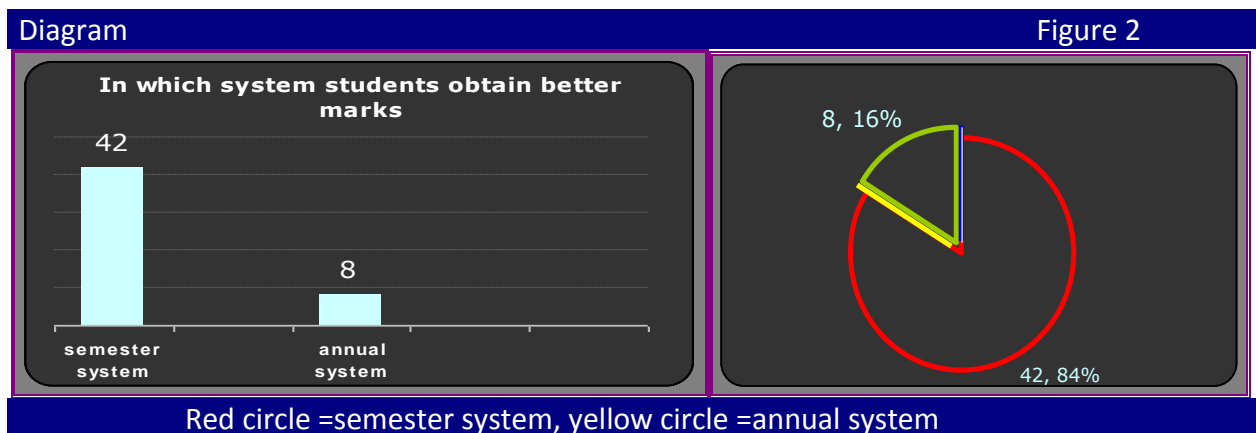 Diagram Figure 2
In which system students obtain better
marks
42
8
semester
system
annual
system
8, 16%
42, 84%
Red circle =semester system, yellow circle =annual system